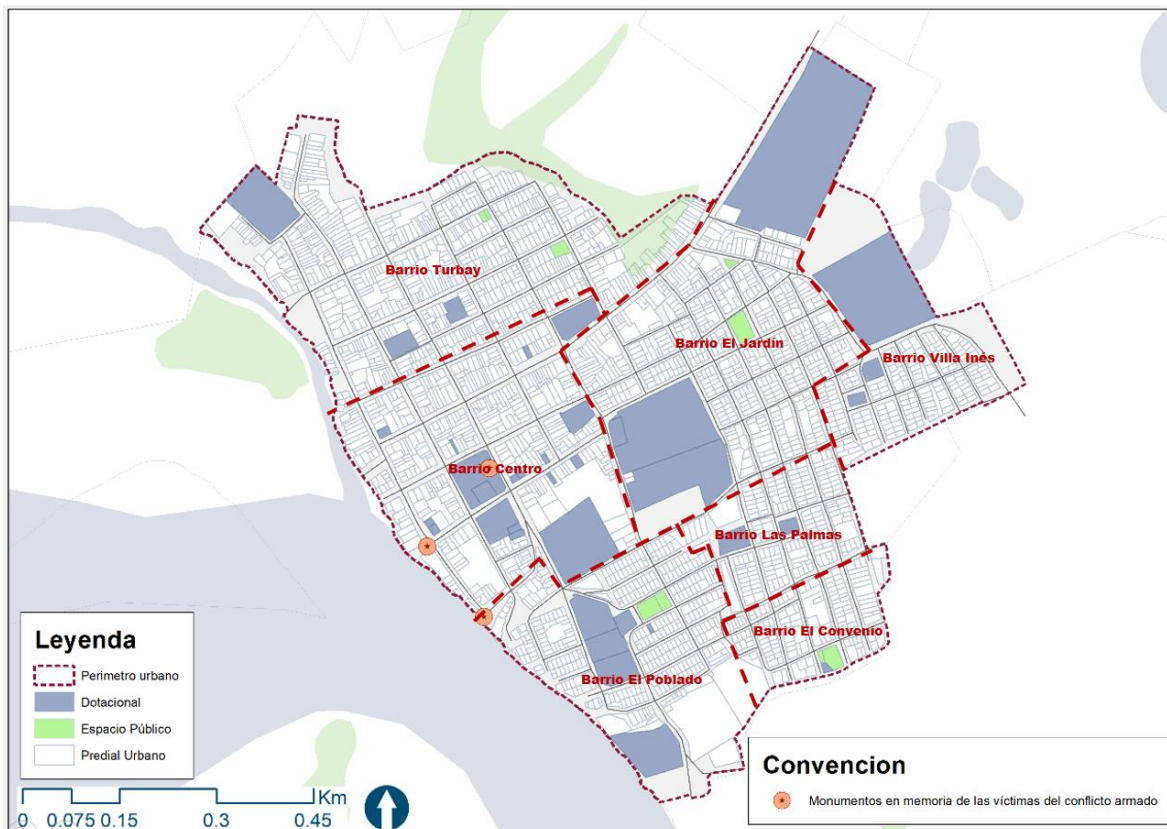 Barrio Turbay
Barrio El Jardín
Barrio Villa Inés
Barrio Centro
Barrio Las Palmas
Barrio El Convenio
Barrio El Poblado
Leyenda
Perimetro urbano
Dotacional
Espacio Público
Predial Urbano
Km
0 0.075 0.15 0.3 0.45
Convencion
Monumentos en memoria de las víctimas del conflicto armado